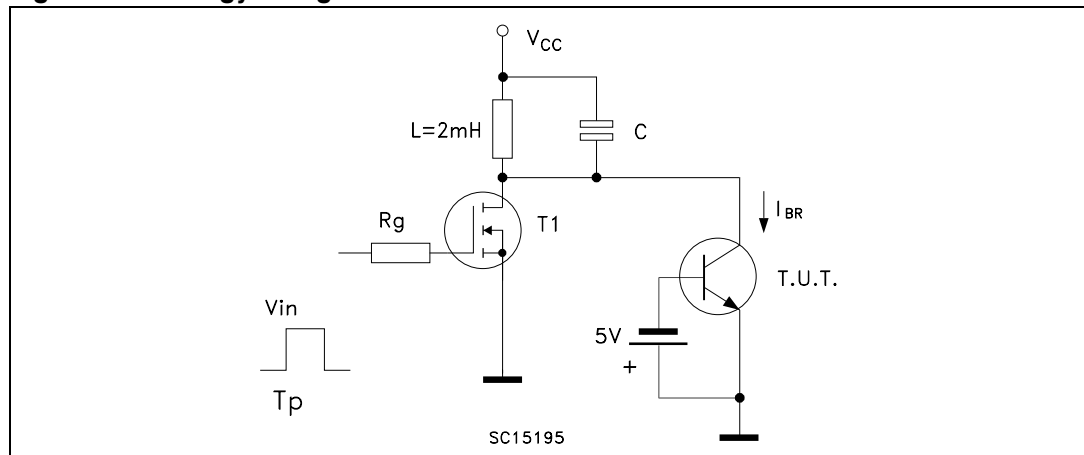 V_CC
L=2mH
C
Rg
T1
I_BR
T.U.T.
Vin
5V
+
Tp
SC15195